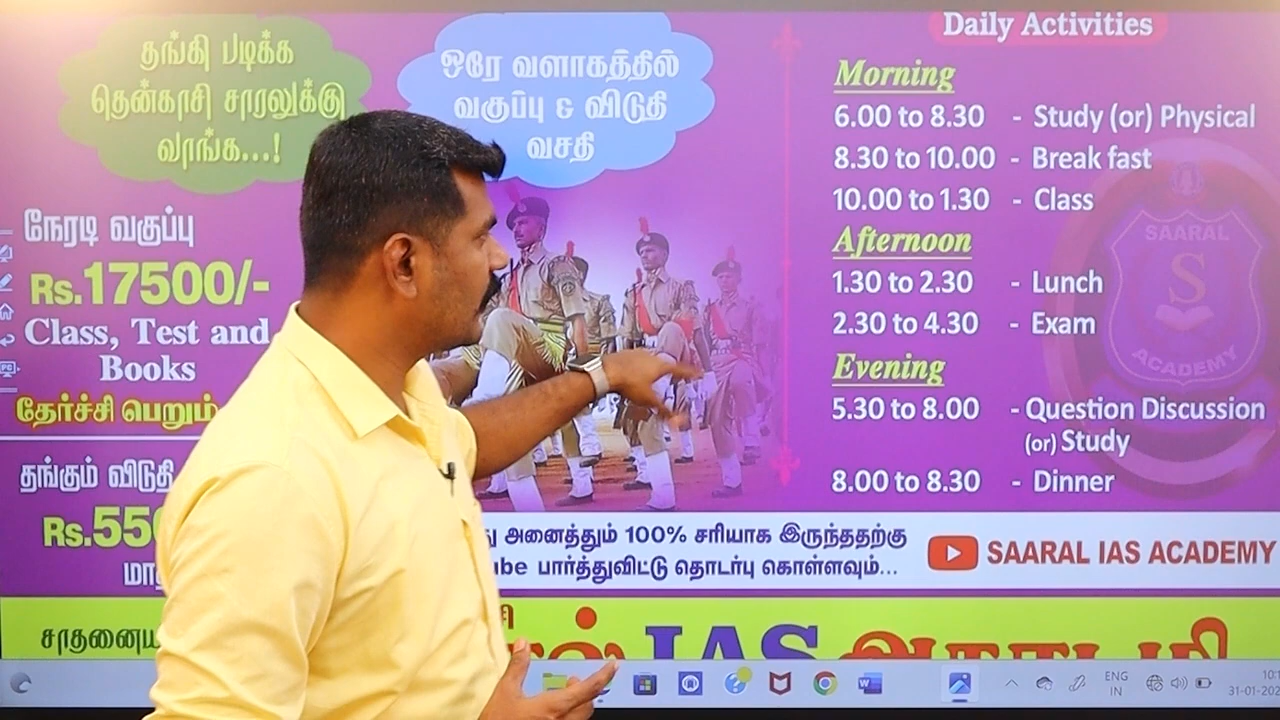 தங்கி படிக்க
தென்காசி சாரலுக்கு
வாங்க...!
ஒரே வளாகத்தில்
வகுப்பு & விடுதி
வசதி
நேரடி வகுப்பு
Rs.17500/-
Class, Test and
Books
தேர்ச்சி பெறும்
தங்கும் விடுதி
Rs.550
Daily Activities
Morning
6.00 to 8.30 - Study (or) Physical
8.30 to 10.00 - Break fast
10.00 to 1.30 - Class
Afternoon
1.30 to 2.30 - Lunch
2.30 to 4.30 - Exam
Evening
5.30 to 8.00 - Question Discussion
(or) Study
8.00 to 8.30 - Dinner
SAARAL
S
ACADEMY
அனைத்தும் 100% சரியாக இருந்ததற்கு
பார்த்துவிட்டு தொடர்பு கொள்ளவும்...
SAARAL IAS ACADEMY
IAS
ENG
IN